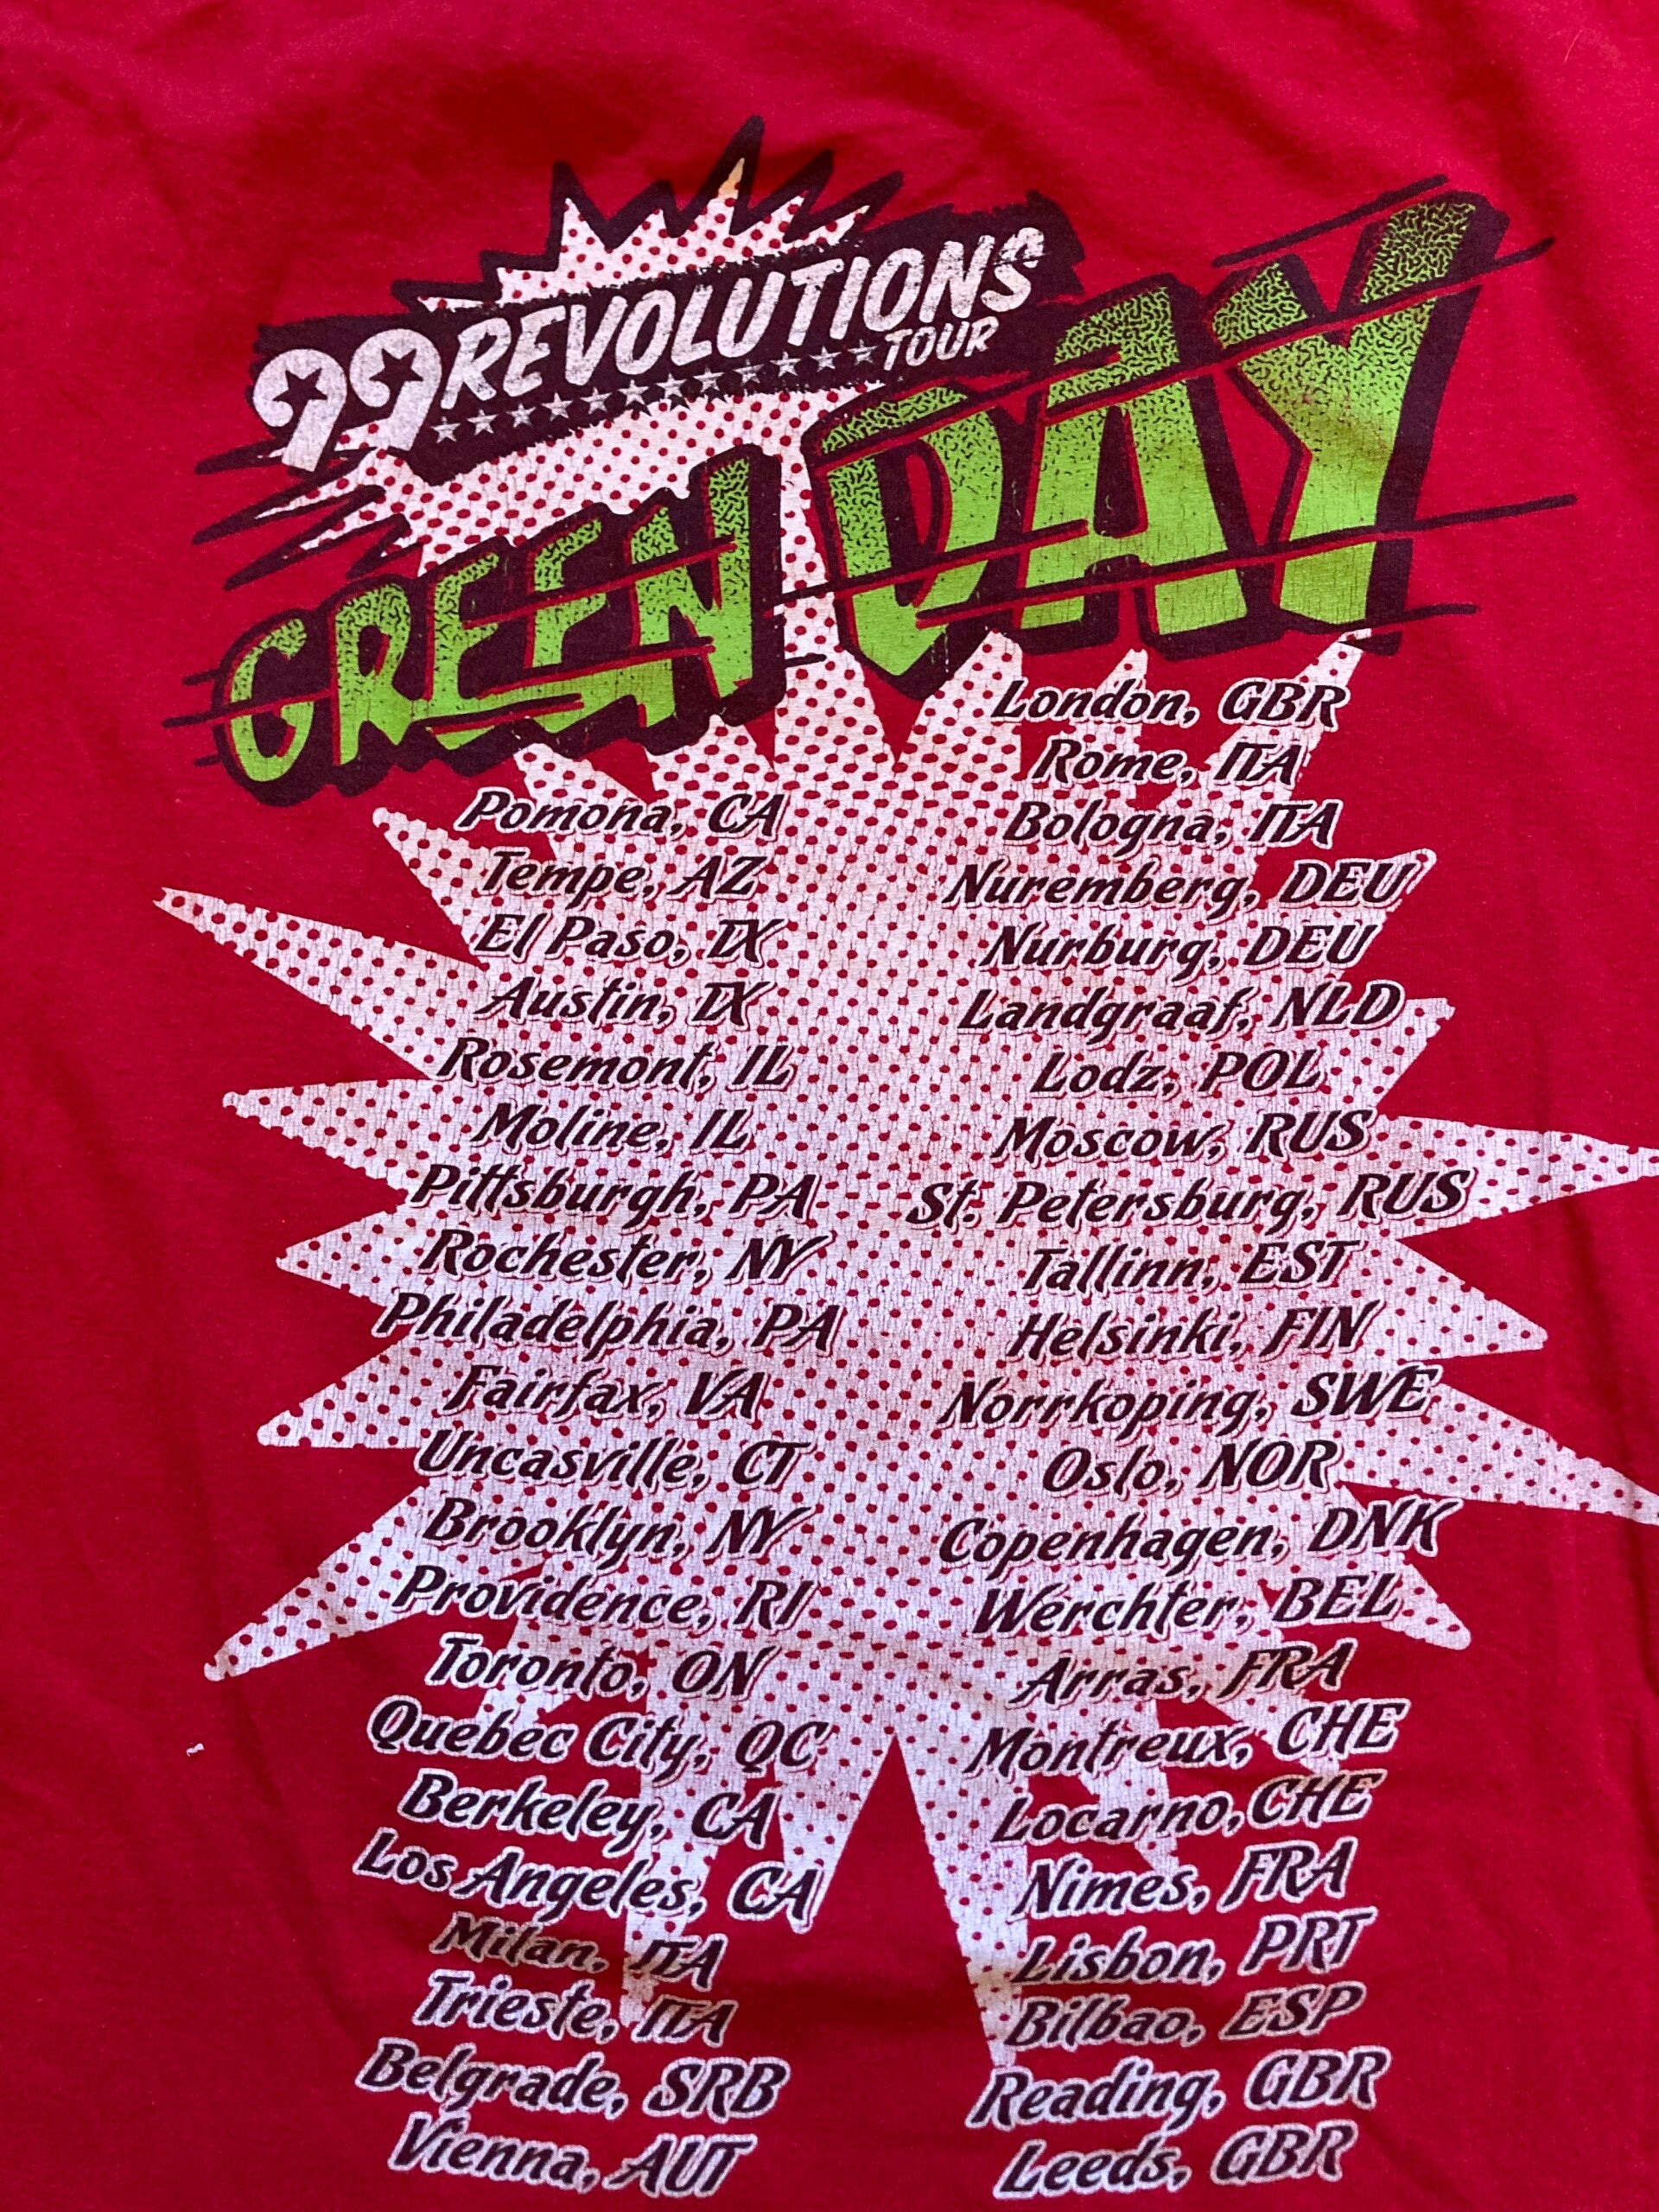 99 REVOLUTIONS
TOUR
GREEN DAY
Pomona, CA
Tempe, AZ
El Paso, TX
Austin, TX
Rosemont, IL
Moline, IL
Pittsburgh, PA
Rochester, NY
Philadelphia, PA
Fairfax, VA
Uncasville, CT
Brooklyn, NY
Providence, RI
Toronto, ON
Quebec City, QC
Berkeley, CA
Los Angeles, CA
Milan, ITA
Trieste, ITA
Belgrade, SRB
Vienna, AUT
London, GBR
Rome, ITA
Bologna, ITA
Nuremberg, DEU
Nurburg, DEU
Landgraaf, NLD
Lodz, POL
Moscow, RUS
St. Petersburg, RUS
Tallinn, EST
Helsinki, FIN
Norrkoping, SWE
Oslo, NOR
Copenhagen, DNK
Werchter, BEL
Arras, FRA
Montreux, CHE
Locarno, CHE
Nimes, FRA
Lisbon, PRT
Bilbao, ESP
Reading, GBR
Leeds, GBR